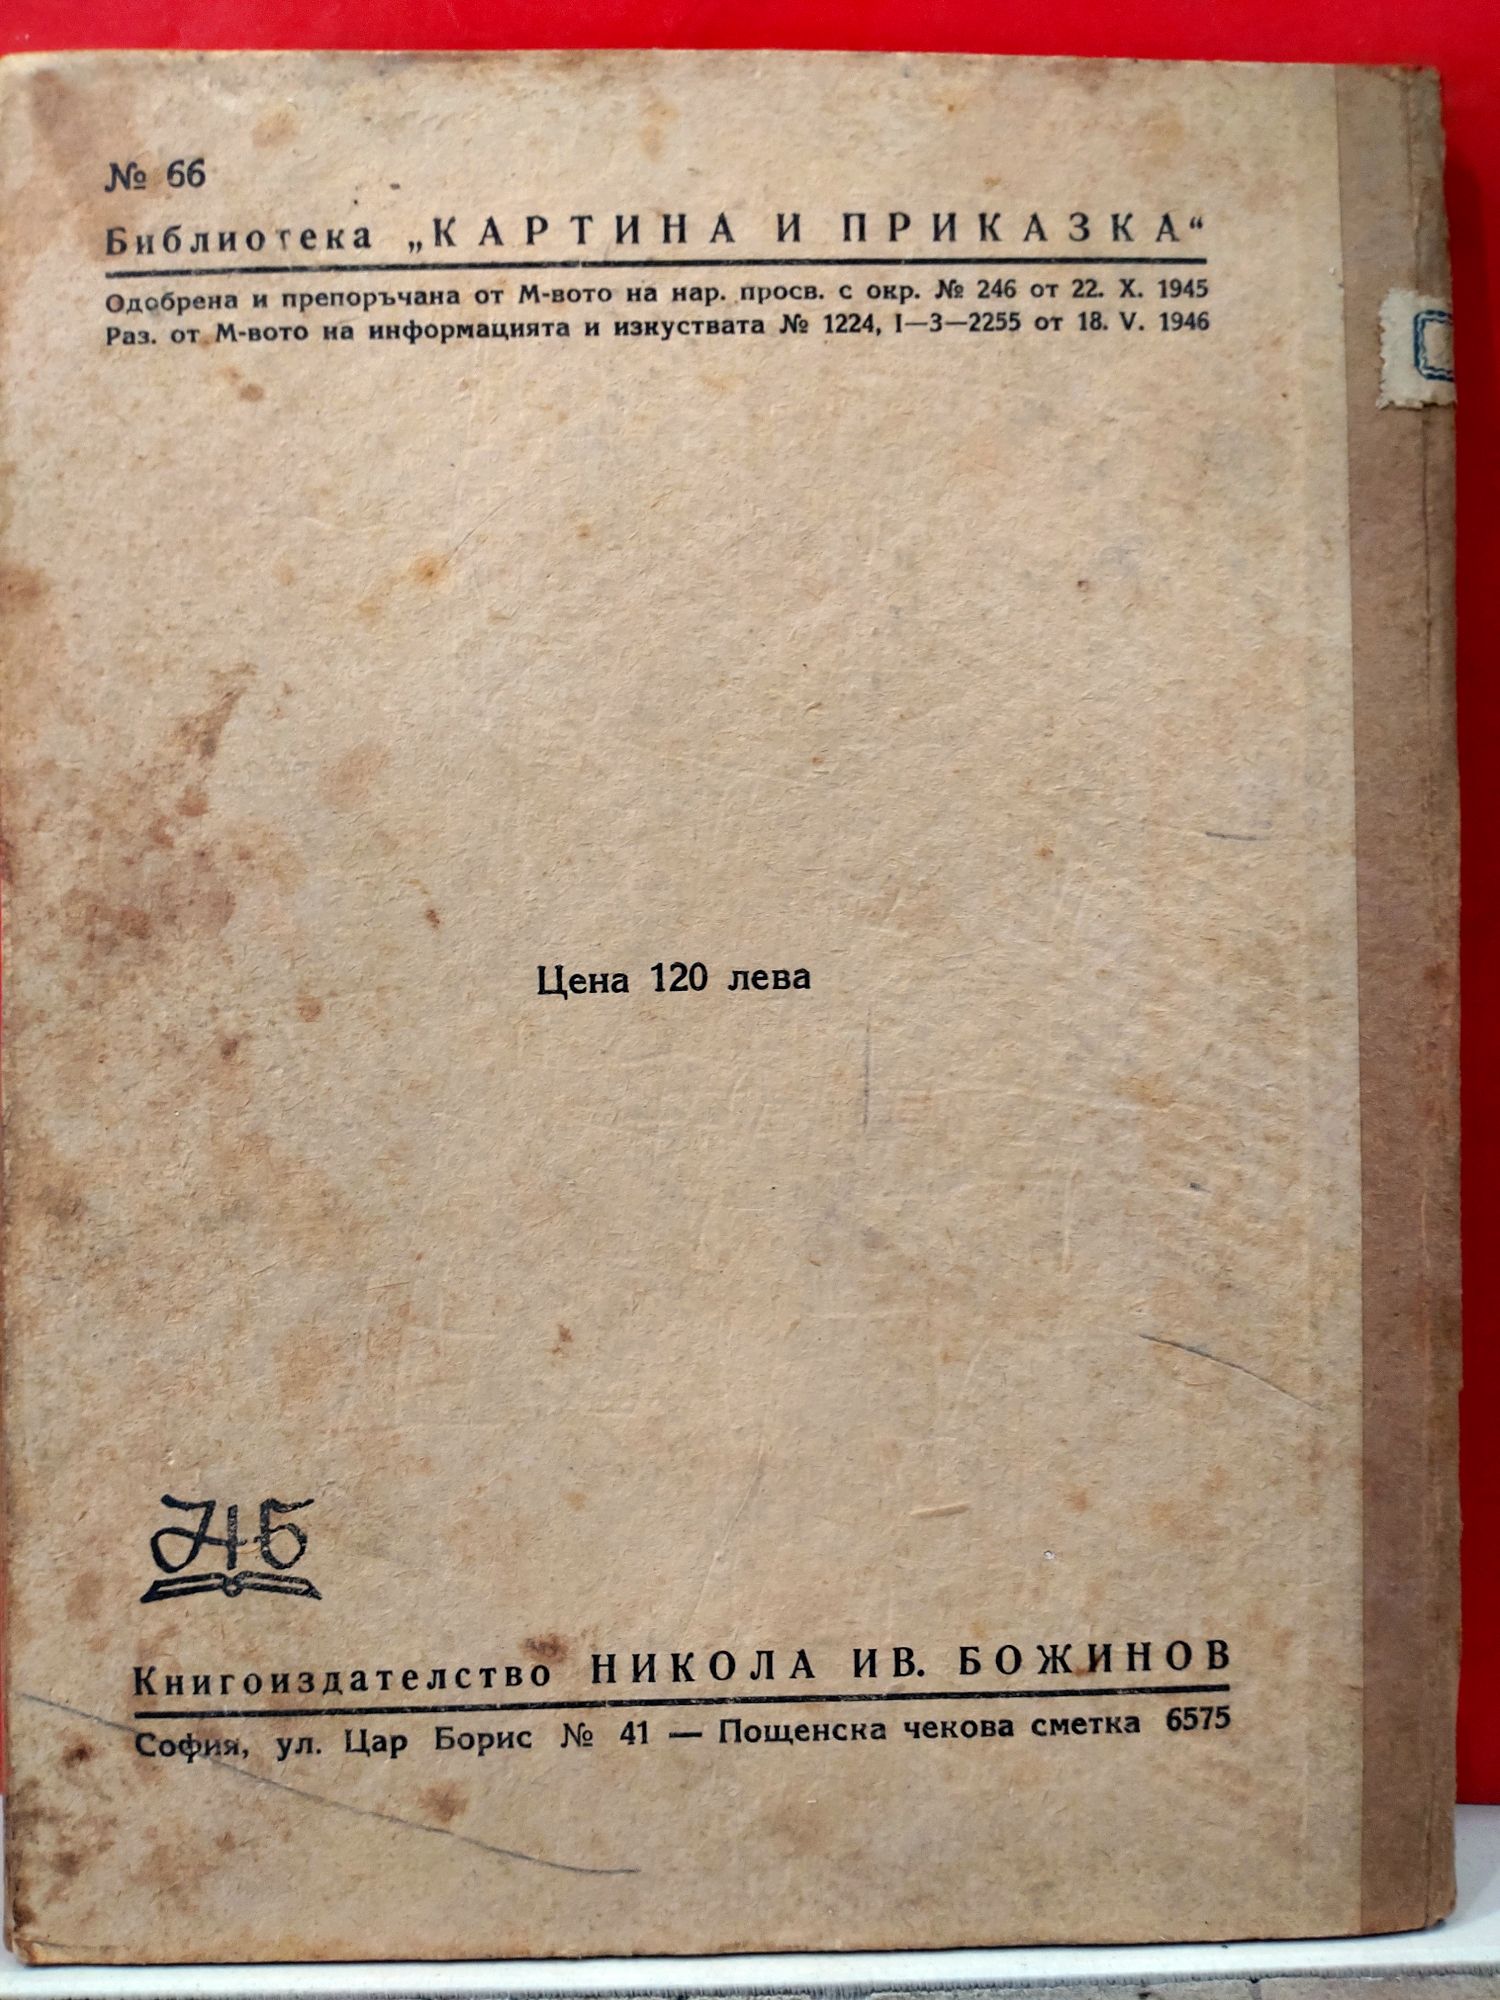 № 66
Библиотека „КАРТИНА И ПРИКАЗКА“
Одобрена и препоръчана от М-вото на нар. просв. с окр. № 246 от 22. X. 1945
Раз. от М-вото на информацията и изкуствата № 1224, I—3—2255 от 18. V. 1946
Цена 120 лева
НБ
Книгоиздателство НИКОЛА ИВ. БОЖИНОВ
София, ул. Цар Борис № 41 — Пощенска чекова сметка 6575